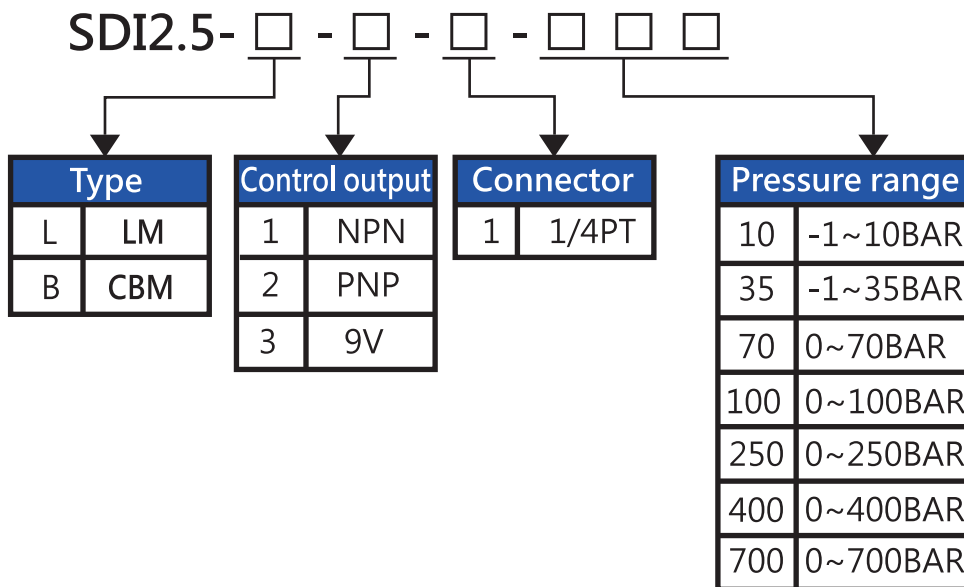 SDI2.5- □ - □ - □ - □ □ □
Type
L LM
B CBM
Control output
1 NPN
2 PNP
3 9V
Connector
1 1/4PT
Pressure range
10 -1~10BAR
35 -1~35BAR
70 0~70BAR
100 0~100BAR
250 0~250BAR
400 0~400BAR
700 0~700BAR